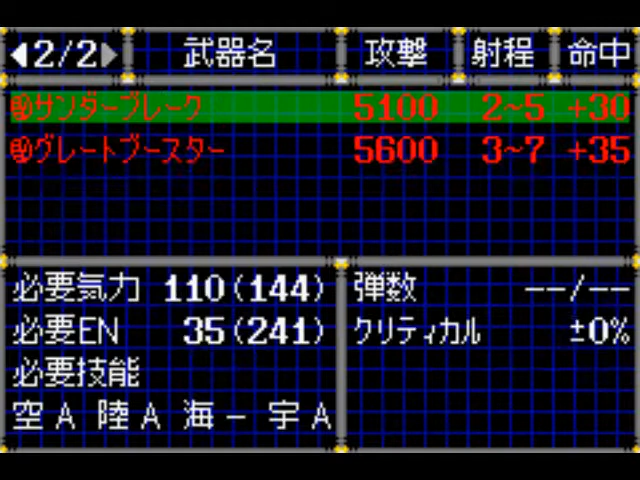 ◀2/2▶ 武器名 攻撃 射程 命中
サンダーブレーク 5100 2~5 +30
グレートブースター 5600 3~7 +35
必要気力 110(144) 弾数 --/--
必要EN 35(241) クリティカル ±0%
必要技能
空A 陸A 海- 宇A